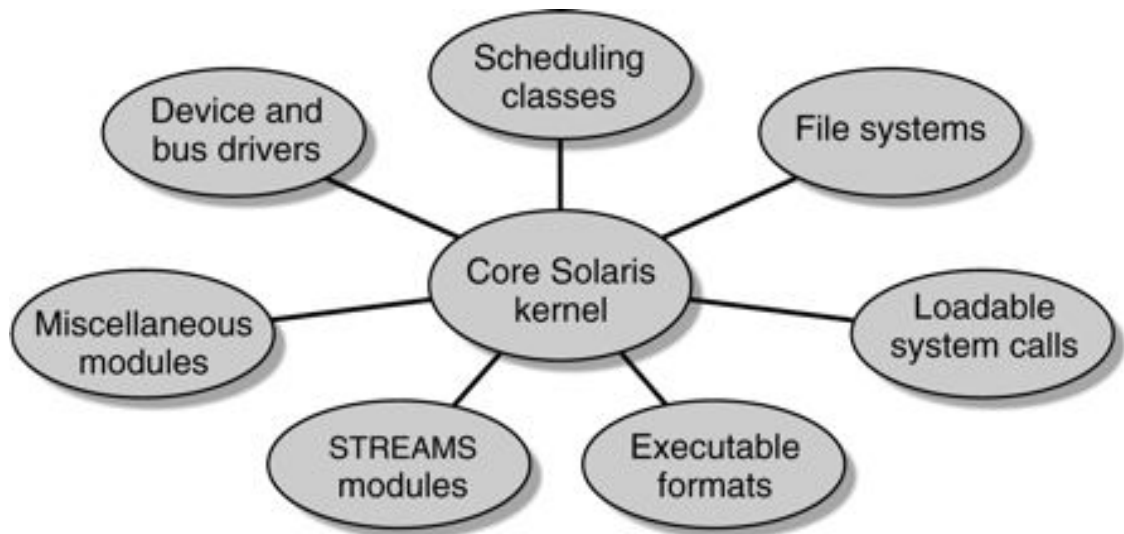 Scheduling
classes
Device and
bus drivers
File systems
Core Solaris
kernel
Miscellaneous
modules
Loadable
system calls
STREAMS
modules
Executable
formats